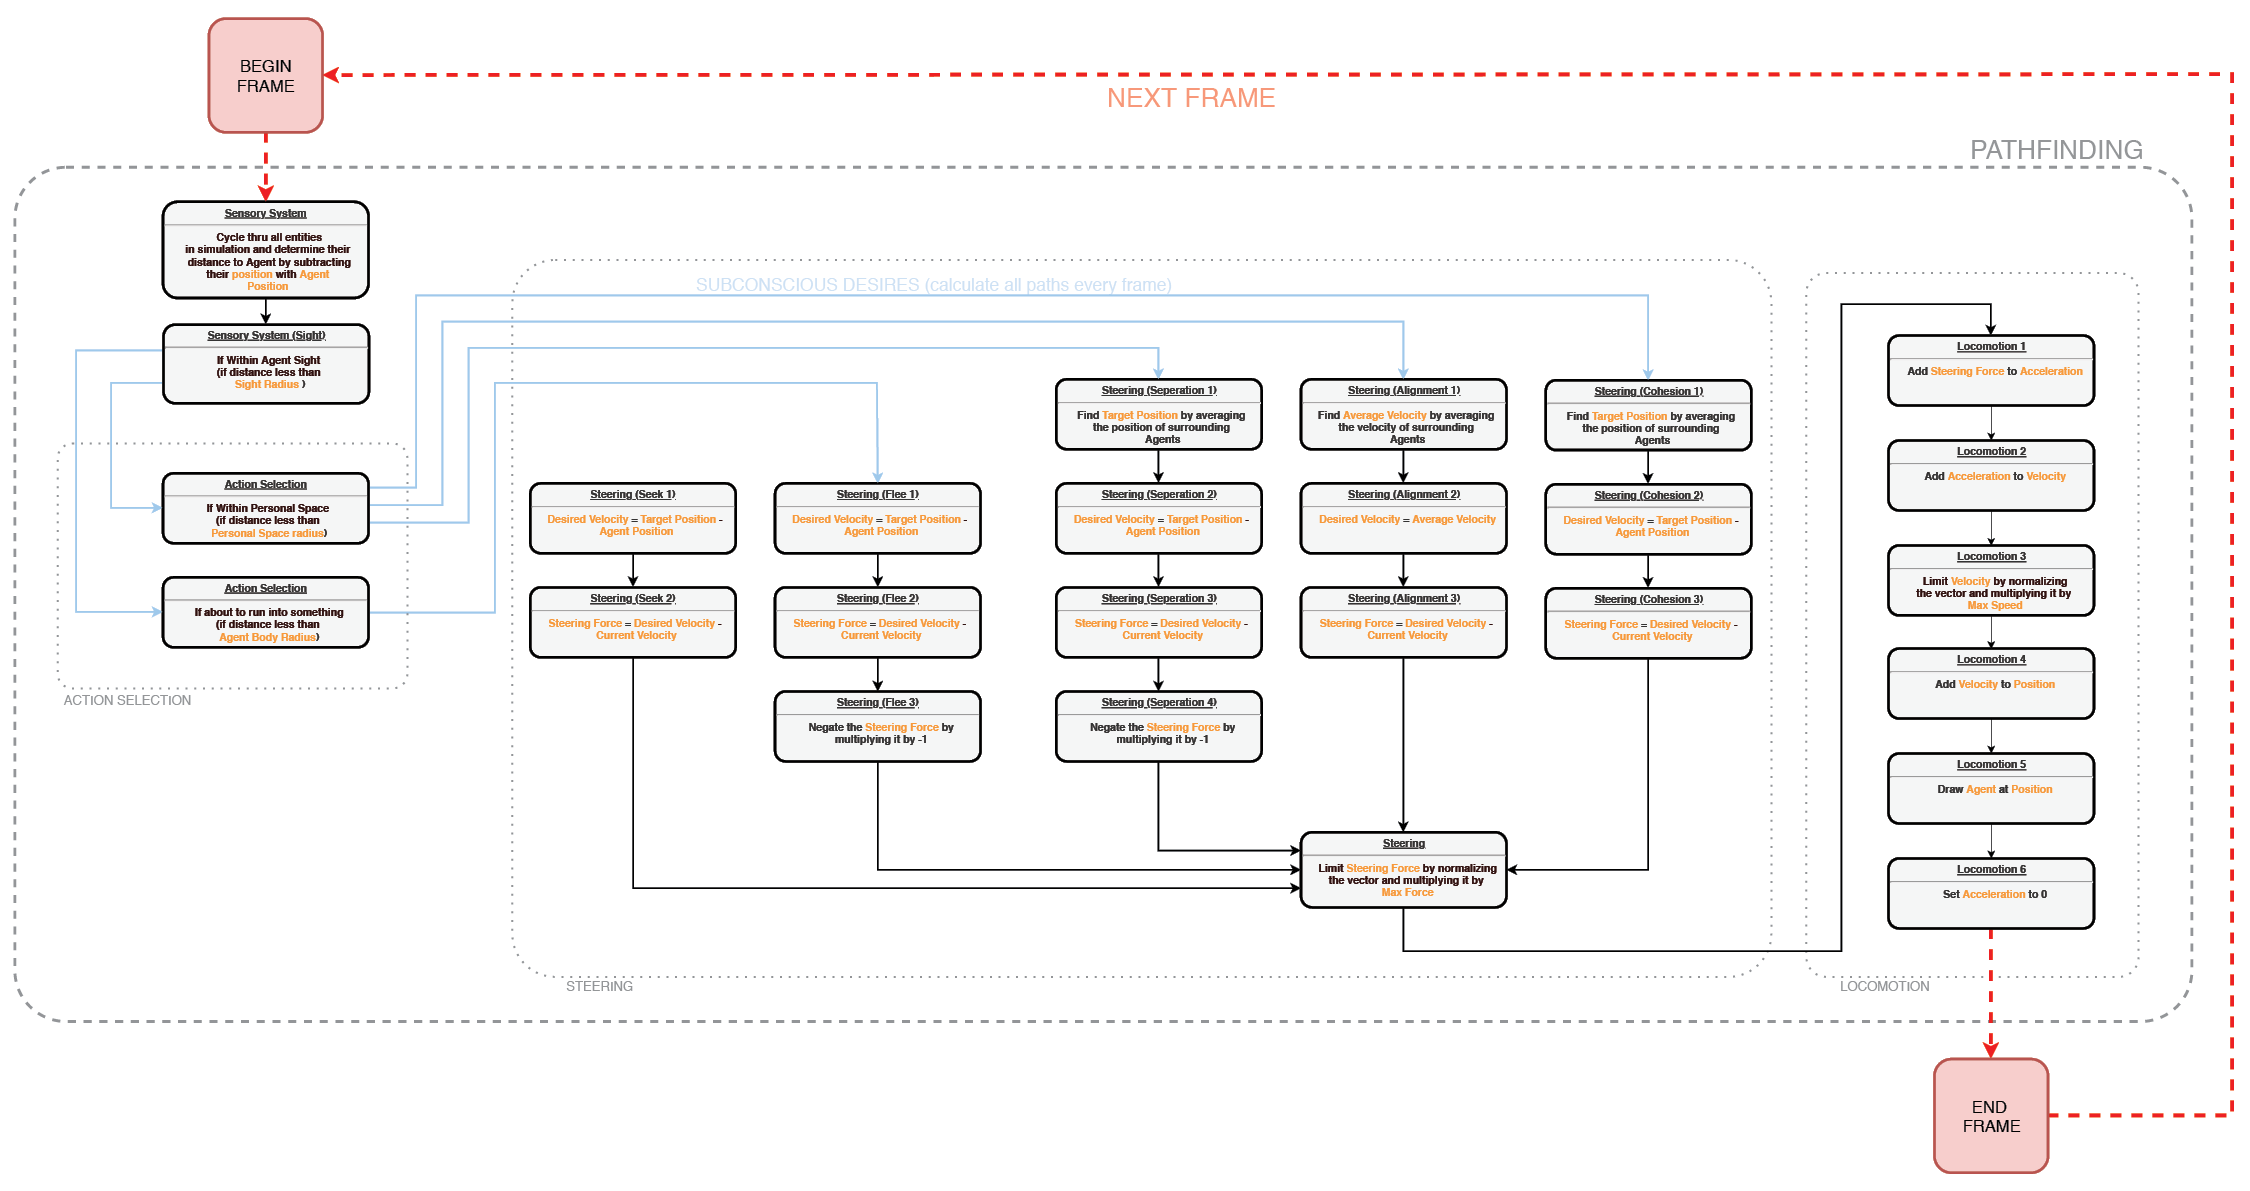 BEGIN
FRAME
NEXT FRAME
PATHFINDING
Sensory System
Cycle thru all entities
in simulation and determine their
distance to Agent by subtracting
their position with Agent
Position
Sensory System (Sight)
If Within Agent Sight
(if distance less than
Sight Radius )
Action Selection
If Within Personal Space
(if distance less than
Personal Space radius)
Action Selection
If about to run into something
(if distance less than
Agent Body Radius)
ACTION SELECTION
SUBCONSCIOUS DESIRES (calculate all paths every frame)
Steering (Seek 1)
Desired Velocity = Target Position -
Agent Position
Steering (Seek 2)
Steering Force = Desired Velocity -
Current Velocity
Steering (Flee 1)
Desired Velocity = Target Position -
Agent Position
Steering (Flee 2)
Steering Force = Desired Velocity -
Current Velocity
Steering (Flee 3)
Negate the Steering Force by
multiplying it by -1
Steering (Seperation 1)
Find Target Position by averaging
the position of surrounding
Agents
Steering (Seperation 2)
Desired Velocity = Target Position -
Agent Position
Steering (Seperation 3)
Steering Force = Desired Velocity -
Current Velocity
Steering (Seperation 4)
Negate the Steering Force by
multiplying it by -1
Steering (Alignment 1)
Find Average Velocity by averaging
the velocity of surrounding
Agents
Steering (Alignment 2)
Desired Velocity = Average Velocity
Steering (Alignment 3)
Steering Force = Desired Velocity -
Current Velocity
Steering (Cohesion 1)
Find Target Position by averaging
the position of surrounding
Agents
Steering (Cohesion 2)
Desired Velocity = Target Position -
Agent Position
Steering (Cohesion 3)
Steering Force = Desired Velocity -
Current Velocity
Steering
Limit Steering Force by normalizing
the vector and multiplying it by
Max Force
STEERING
Locomotion 1
Add Steering Force to Acceleration
Locomotion 2
Add Acceleration to Velocity
Locomotion 3
Limit Velocity by normalizing
the vector and multiplying it by
Max Speed
Locomotion 4
Add Velocity to Position
Locomotion 5
Draw Agent at Position
Locomotion 6
Set Acceleration to 0
LOCOMOTION
END
FRAME